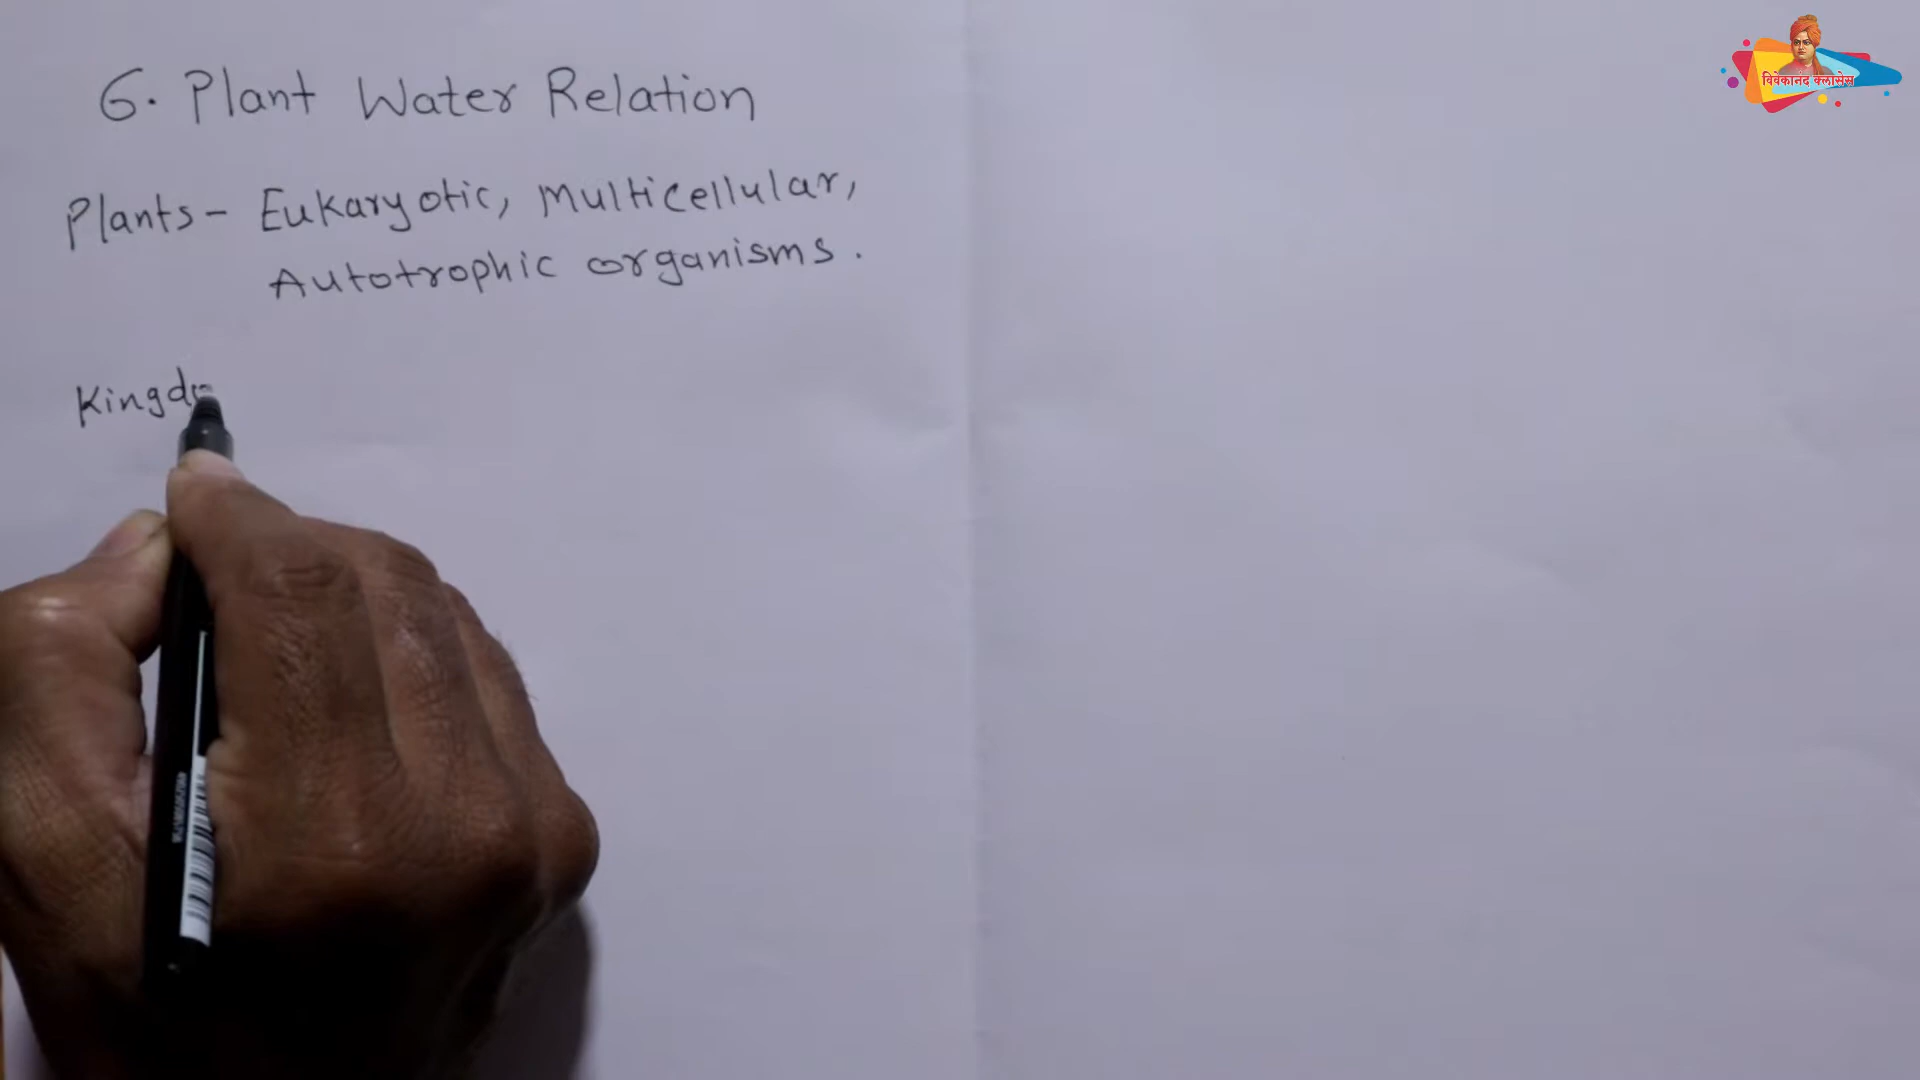 6. Plant Water Relation
Plants - Eukaryotic, Multicellular,
Autotrophic organisms.
विवेकानंद क्लासेस